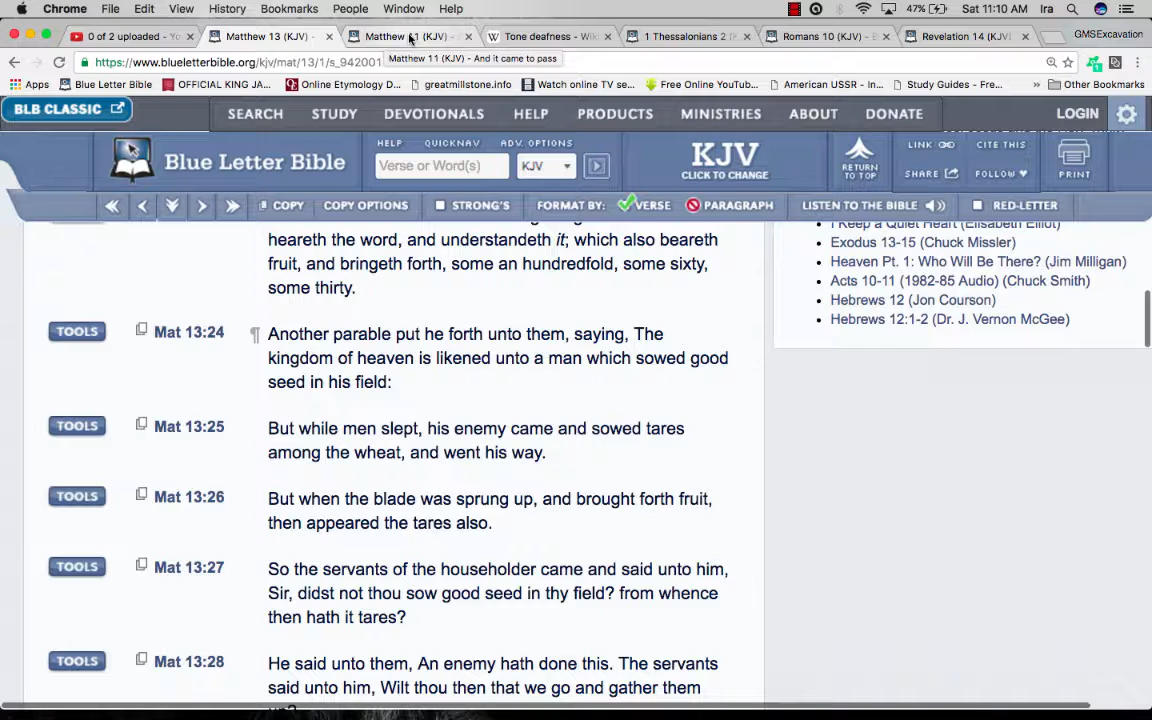 Chrome File Edit View History Bookmarks People Window Help 47% Sat 11:10 AM Ira
0 of 2 uploaded - Yo Matthew 13 (KJV) - Matthew 11 (KJV) - Tone deafness - Wiki 1 Thessalonians 2 (K Romans 10 (KJV) - B Revelation 14 (KJV) GMSExcavation
Matthew 11 (KJV) - And it came to pass
https://www.blueletterbible.org/kjv/mat/13/1/s_942001
Apps Blue Letter Bible OFFICIAL KING JA... Online Etymology D... greatmillstone.info Watch online TV se... Free Online YouTub... American USSR - In... Study Guides - Fre... Other Bookmarks
BLB CLASSIC SEARCH STUDY DEVOTIONALS HELP PRODUCTS MINISTRIES ABOUT DONATE LOGIN
HELP QUICKNAV ADV. OPTIONS
Blue Letter Bible Verse or Word(s) KJV
KJV
CLICK TO CHANGE
RETURN
TO TOP
LINK CITE THIS
SHARE FOLLOW
PRINT
COPY COPY OPTIONS STRONG'S FORMAT BY: VERSE PARAGRAPH LISTEN TO THE BIBLE RED-LETTER
heareth the word, and understandeth it; which also beareth
fruit, and bringeth forth, some an hundredfold, some sixty,
some thirty.
TOOLS Mat 13:24 ¶ Another parable put he forth unto them, saying, The
kingdom of heaven is likened unto a man which sowed good
seed in his field:
TOOLS Mat 13:25 But while men slept, his enemy came and sowed tares
among the wheat, and went his way.
TOOLS Mat 13:26 But when the blade was sprung up, and brought forth fruit,
then appeared the tares also.
TOOLS Mat 13:27 So the servants of the householder came and said unto him,
Sir, didst not thou sow good seed in thy field? from whence
then hath it tares?
TOOLS Mat 13:28 He said unto them, An enemy hath done this. The servants
said unto him, Wilt thou then that we go and gather them
up?
I Keep a Quiet Heart (Elisabeth Elliot)
Exodus 13-15 (Chuck Missler)
Heaven Pt. 1: Who Will Be There? (Jim Milligan)
Acts 10-11 (1982-85 Audio) (Chuck Smith)
Hebrews 12 (Jon Courson)
Hebrews 12:1-2 (Dr. J. Vernon McGee)